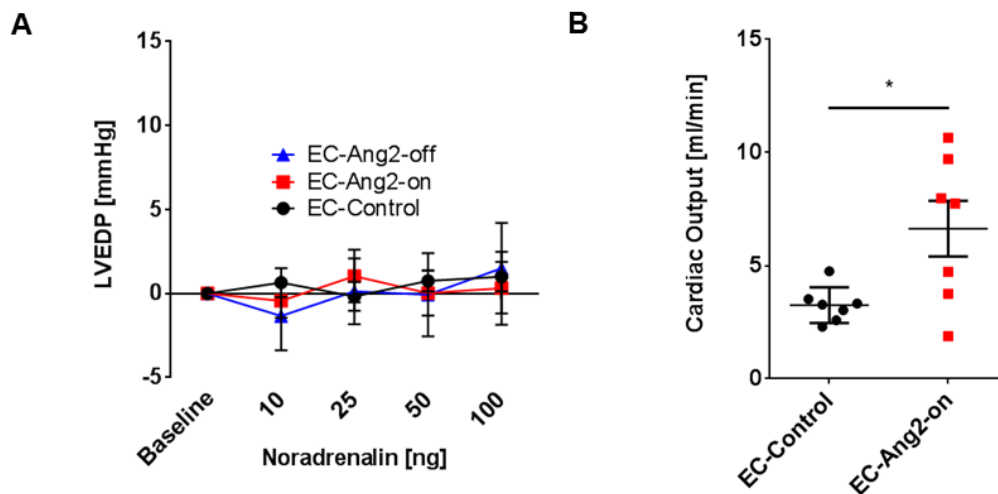 A
LVEDP [mmHg]
15
10
5
0
-5
EC-Ang2-off
EC-Ang2-on
EC-Control
Baseline
10
25
50
100
Noradrenalin [ng]
B
Cardiac Output [ml/min]
15
10
5
0
*
EC-Control
EC-Ang2-on